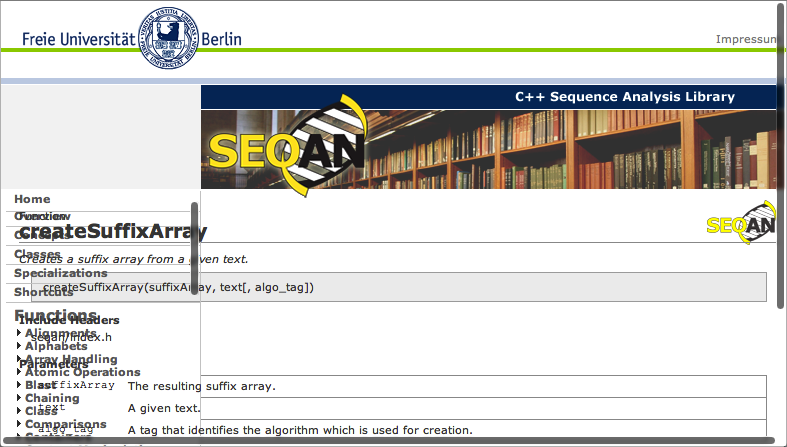 Freie Universität Berlin
Impressum
C++ Sequence Analysis Library
SEQAN
Home
Overview
Function
Concepts
createSuffixArray
SEQAN
Classes
Creates a suffix array from a given text.
Specializations
Shortcuts
createSuffixArray(suffixArray, text[, algo_tag])
Functions
Include Headers
Alignments
seqan/index.h
Alphabets
Array Handling
Parameters
Atomic Operations
Blast
suffixArray The resulting suffix array.
Chaining
Class
text A given text.
Comparisons
algo_tag A tag that identifies the algorithm which is used for creation.
Containers